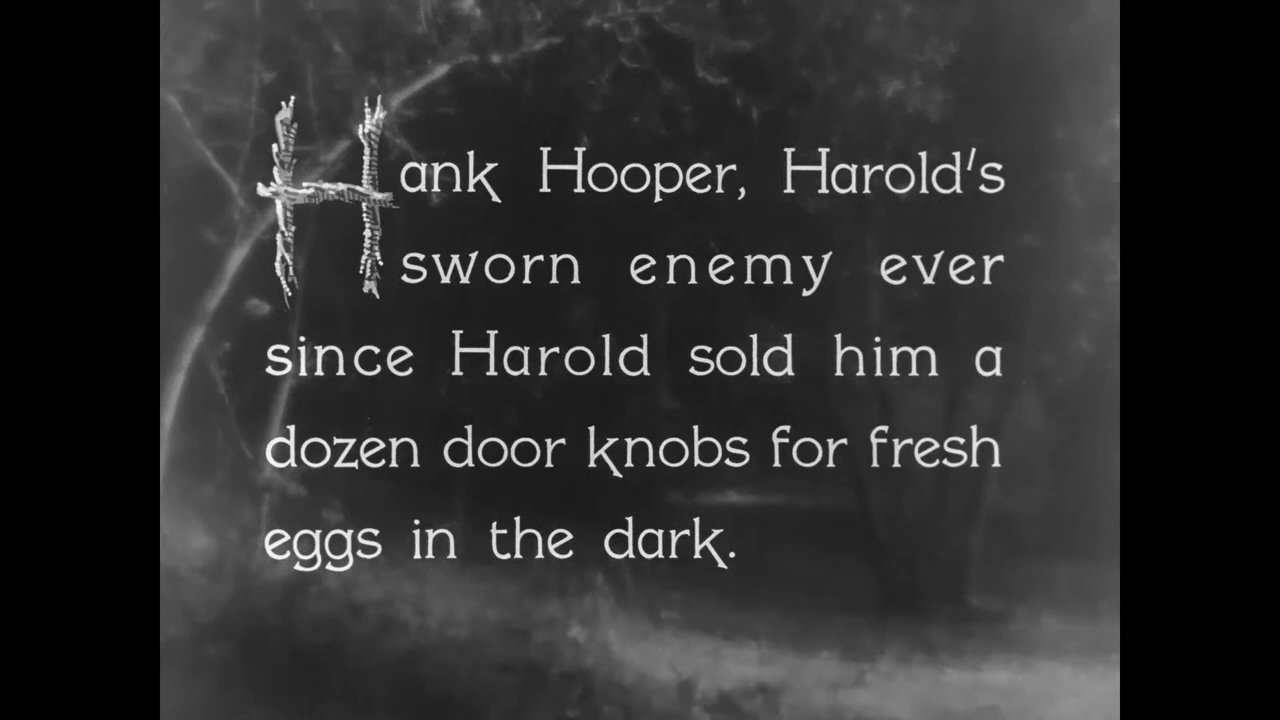 Hank Hooper, Harold's
sworn enemy ever
since Harold sold him a
dozen door knobs for fresh
eggs in the dark.